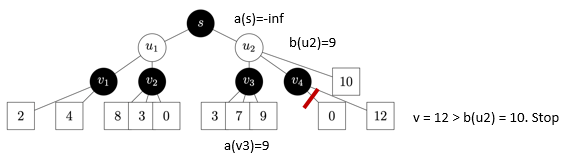 s a(s)=-inf
u1 u2 b(u2)=9
v1 v2 v3 v4 10
2 4 8 3 0 3 7 9 0 12 v = 12 > b(u2) = 10. Stop
a(v3)=9